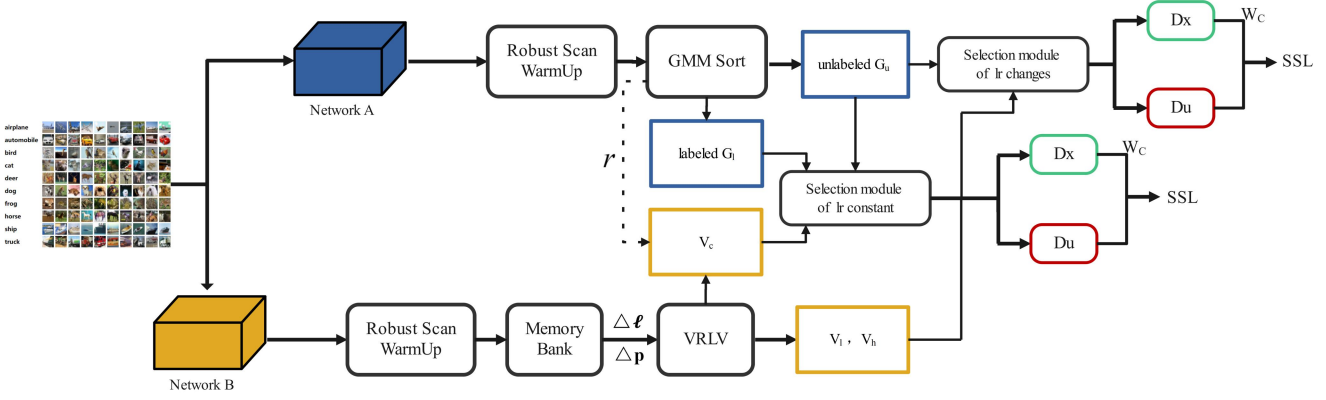 airplane
automobile
bird
cat
deer
dog
frog
horse
ship
truck
Network A
Robust Scan
WarmUp
GMM Sort
unlabeled Gu
Selection module
of lr changes
Dx
Du
WC
SSL
r
labeled Gl
Selection module
of lr constant
Dx
Du
WC
SSL
Vc
Network B
Robust Scan
WarmUp
Memory
Bank
△ℓ
△p
VRLV
Vl , Vh